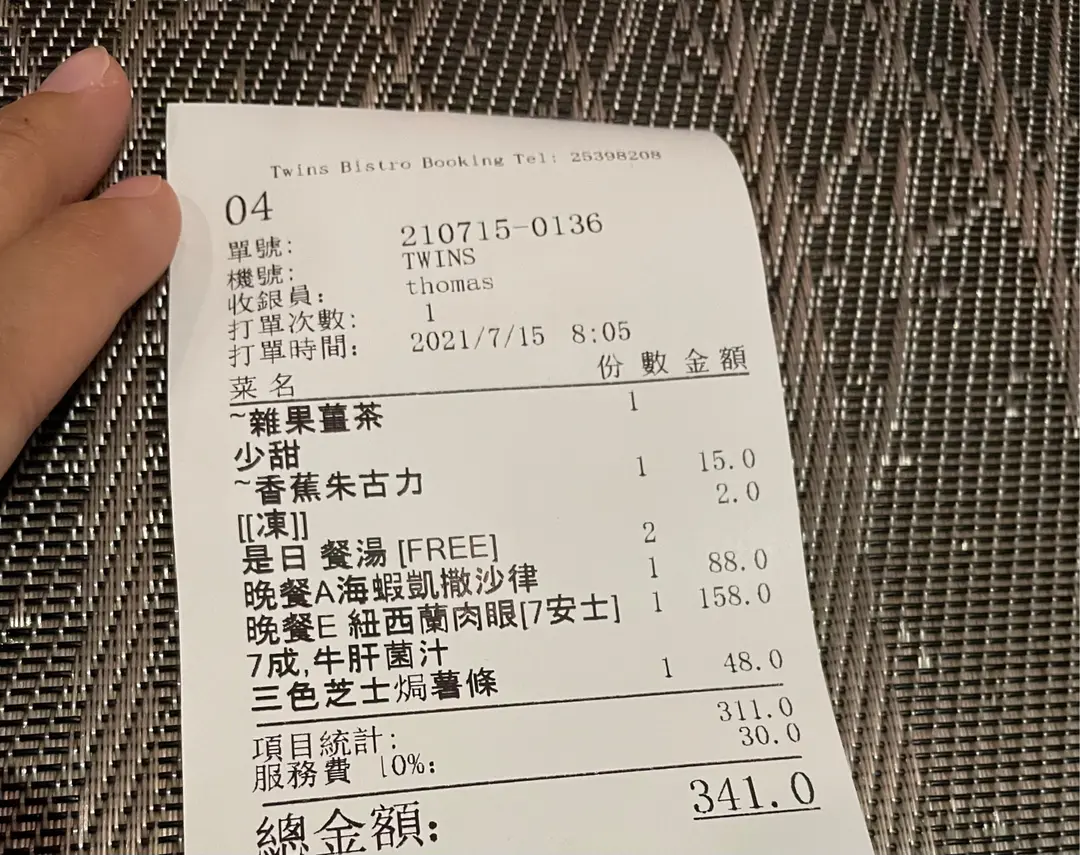 Twins Bistro Booking Tel: 25398208
04
單號: 210715-0136
機號: TWINS
收銀員: thomas
打單次數: 1
打單時間: 2021/7/15 8:05
菜名 份數 金額
~雜果薑茶 1
少甜
~香蕉朱古力 1 15.0
[[凍]] 2.0
是日 餐湯 [FREE] 2
晚餐A海蝦凱撒沙律 1 88.0
晚餐E 紐西蘭肉眼[7安士] 1 158.0
7成,牛肝菌汁
三色芝士焗薯條 1 48.0
項目統計: 311.0
服務費 10%: 30.0
總金額: 341.0